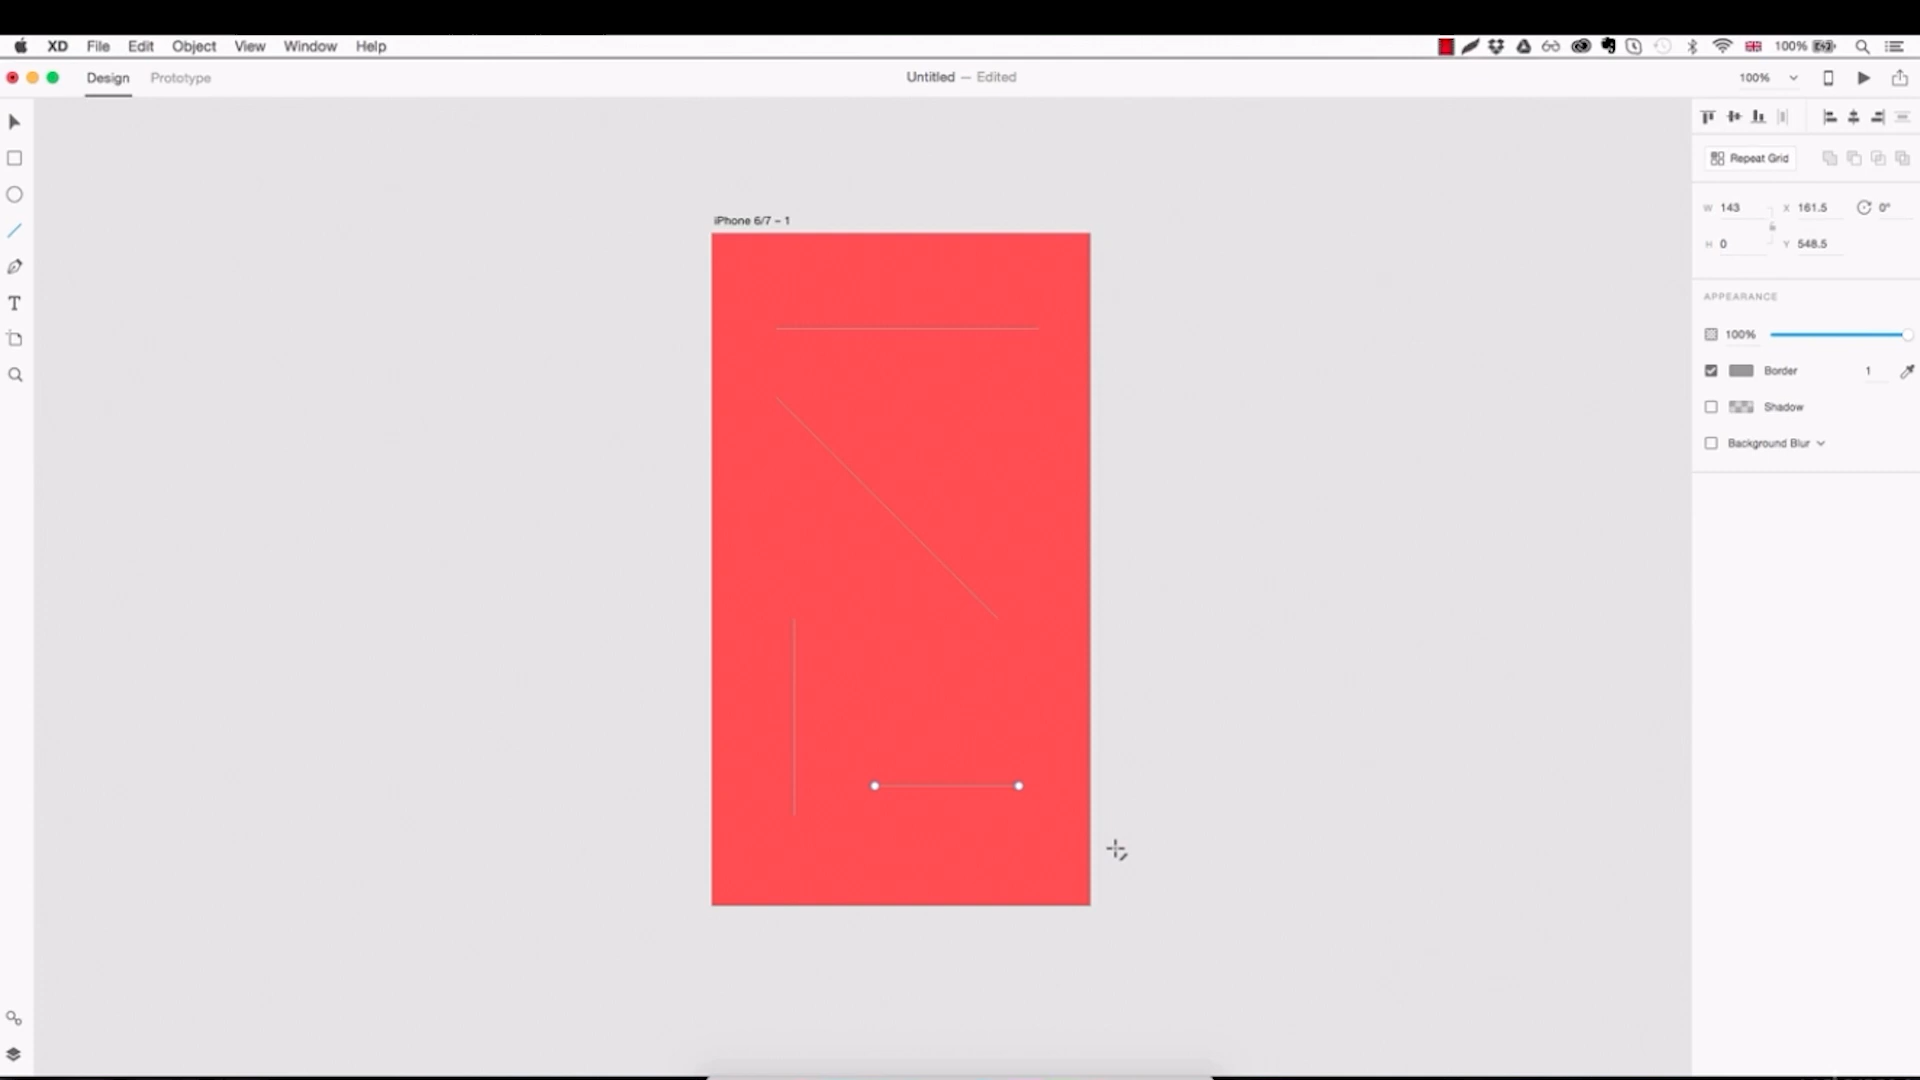 XD File Edit Object View Window Help 100%
Design Prototype Untitled — Edited 100%
Repeat Grid
iPhone 6/7 – 1
W 143 X 161.5 0°
H 0 Y 548.5
APPEARANCE
100%
Border 1
Shadow
Background Blur
T